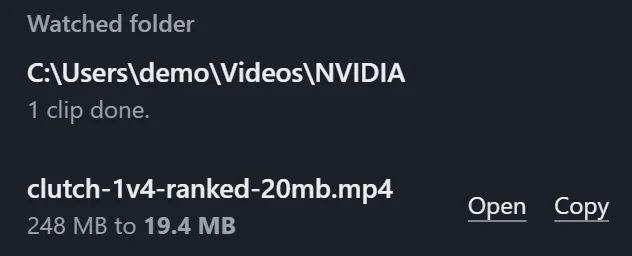 Watched folder
C:\Users\demo\Videos\NVIDIA
1 clip done.
clutch-1v4-ranked-20mb.mp4
248 MB to 19.4 MB
Open Copy